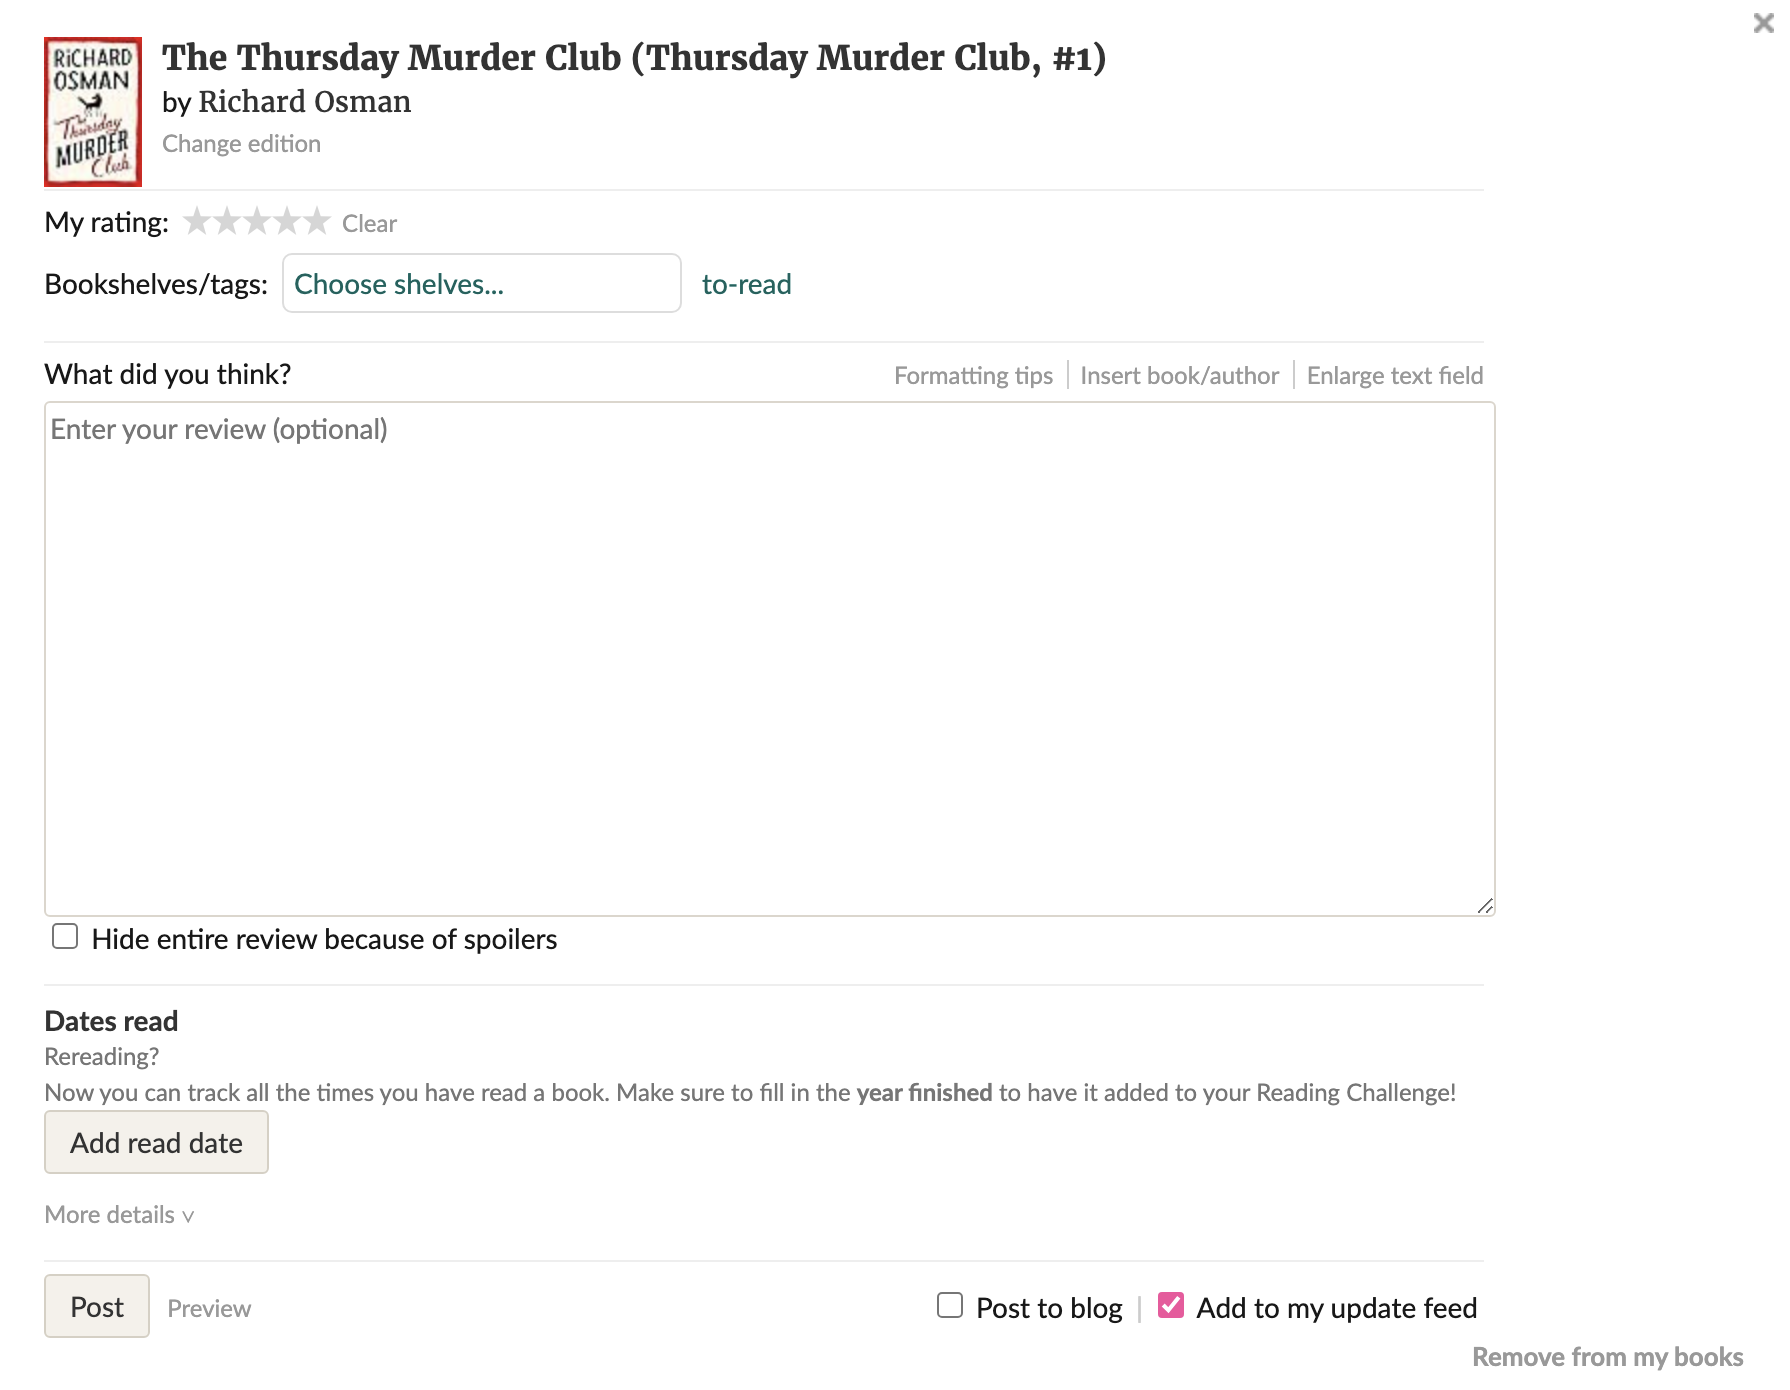 RICHARD
OSMAN
The
Thursday
MURDER
Club
The Thursday Murder Club (Thursday Murder Club, #1)
by Richard Osman
Change edition
My rating: ★★★★★ Clear
Bookshelves/tags: Choose shelves... to-read
What did you think? Formatting tips | Insert book/author | Enlarge text field
Enter your review (optional)
Hide entire review because of spoilers
Dates read
Rereading?
Now you can track all the times you have read a book. Make sure to fill in the year finished to have it added to your Reading Challenge!
Add read date
More details v
Post Preview Post to blog | Add to my update feed
Remove from my books